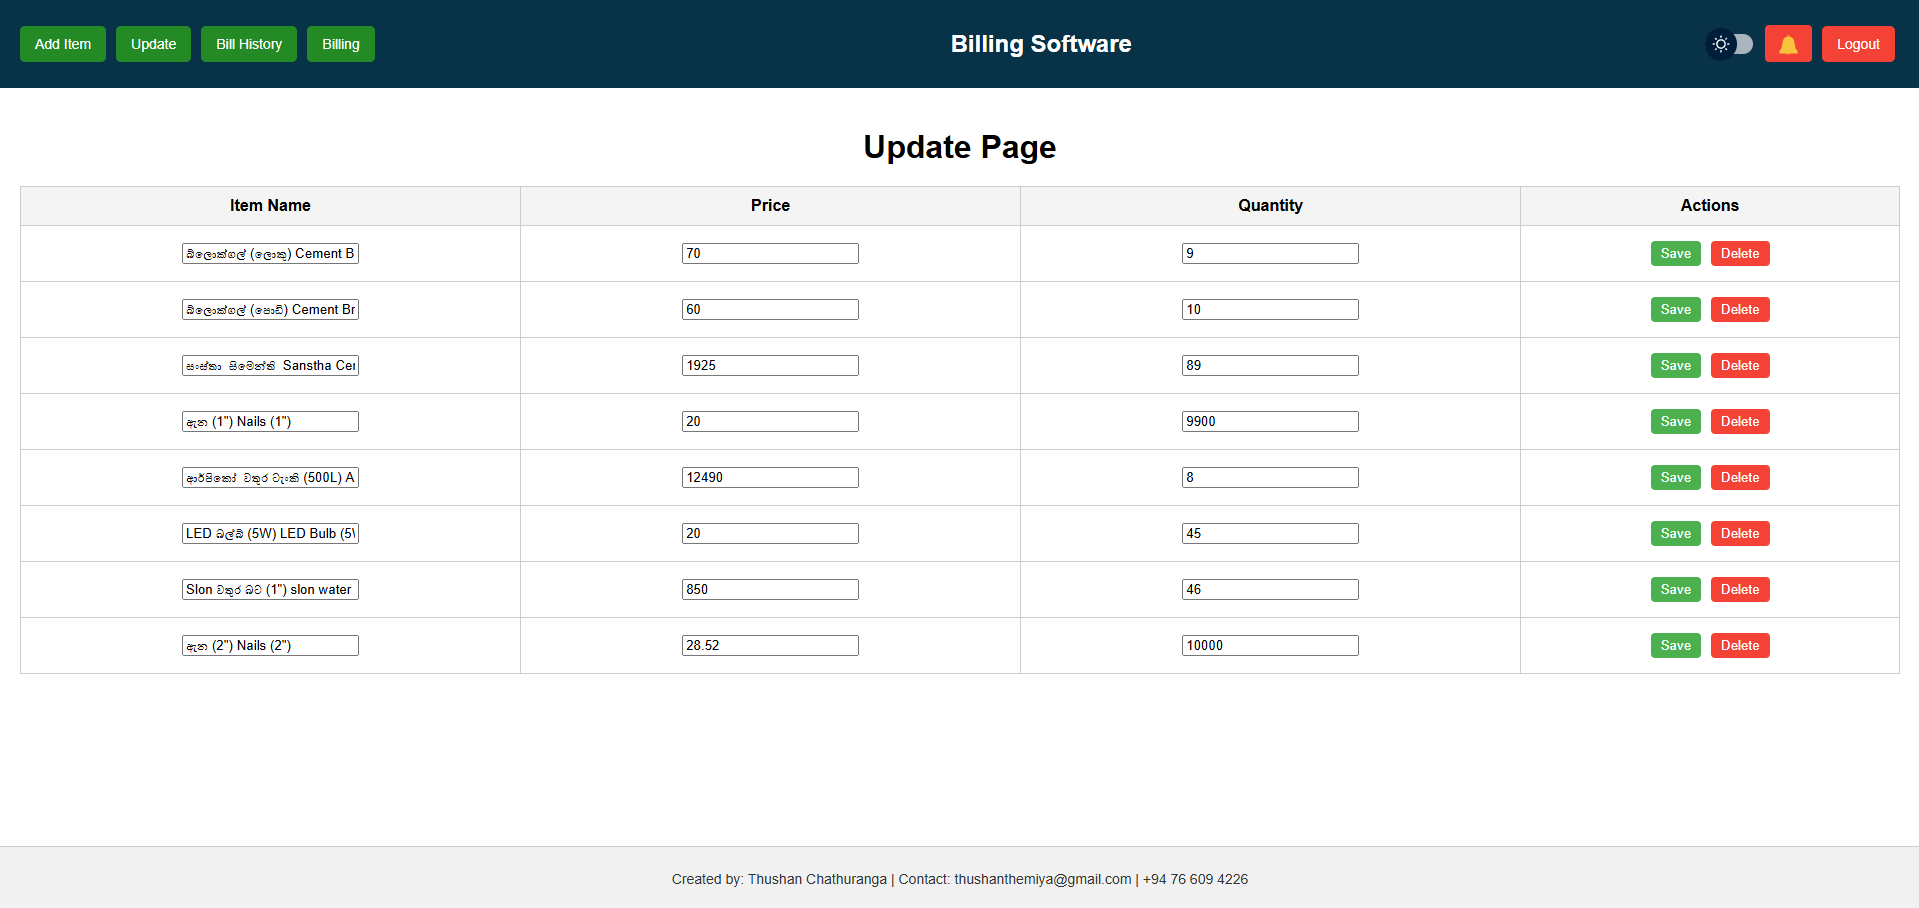 Add Item Update Bill History Billing Billing Software Logout
Update Page
Item Name Price Quantity Actions
බ්ලොක්ගල් (ලොකු) Cement B 70 9 Save Delete
බ්ලොක්ගල් (පොඩි) Cement Br 60 10 Save Delete
සංස්තා සිමෙන්ති Sanstha Cer 1925 89 Save Delete
ඇන (1") Nails (1") 20 9900 Save Delete
ආර්පිකෝ වතුර ටැංකි (500L) A 12490 8 Save Delete
LED බල්බ් (5W) LED Bulb (5W 20 45 Save Delete
Slon වතුර බට (1") slon water 850 46 Save Delete
ඇන (2") Nails (2") 28.52 10000 Save Delete
Created by: Thushan Chathuranga | Contact: thushanthemiya@gmail.com | +94 76 609 4226